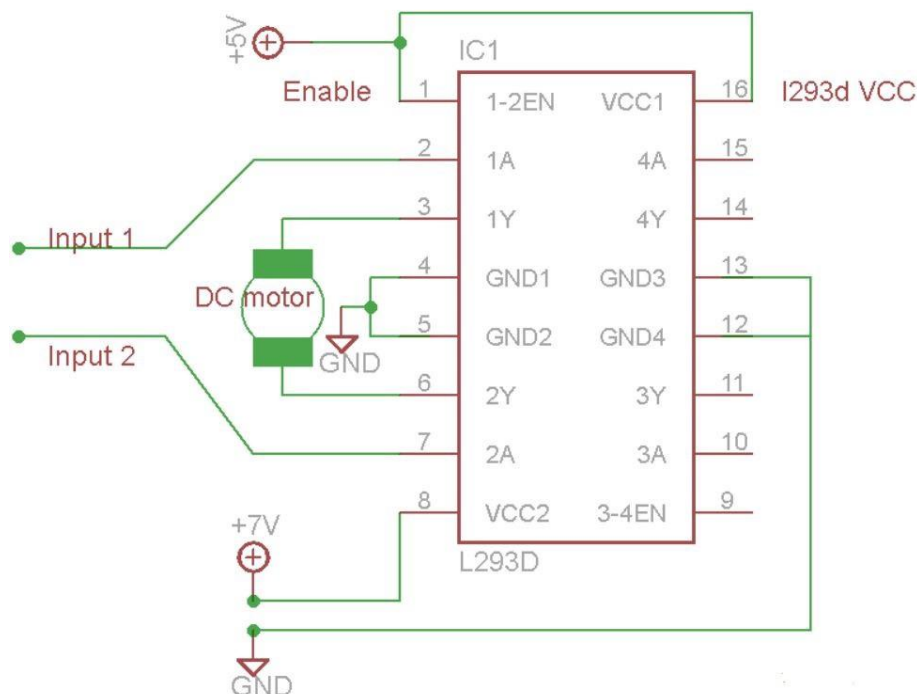 +5V
IC1
Enable
1 1-2EN VCC1 16 l293d VCC
2 1A 4A 15
3 1Y 4Y 14
Input 1
4 GND1 GND3 13
DC motor
5 GND2 GND4 12
Input 2
GND
6 2Y 3Y 11
7 2A 3A 10
8 VCC2 3-4EN 9
+7V
L293D
GND